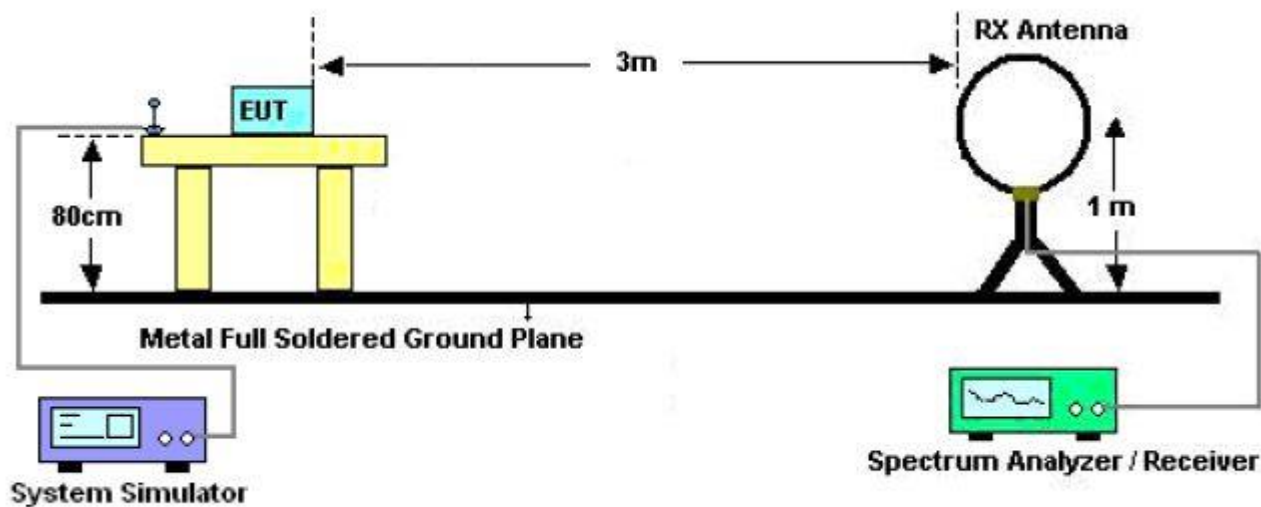 RX Antenna
3m
EUT
80cm
1 m
Metal Full Soldered Ground Plane
System Simulator
Spectrum Analyzer / Receiver